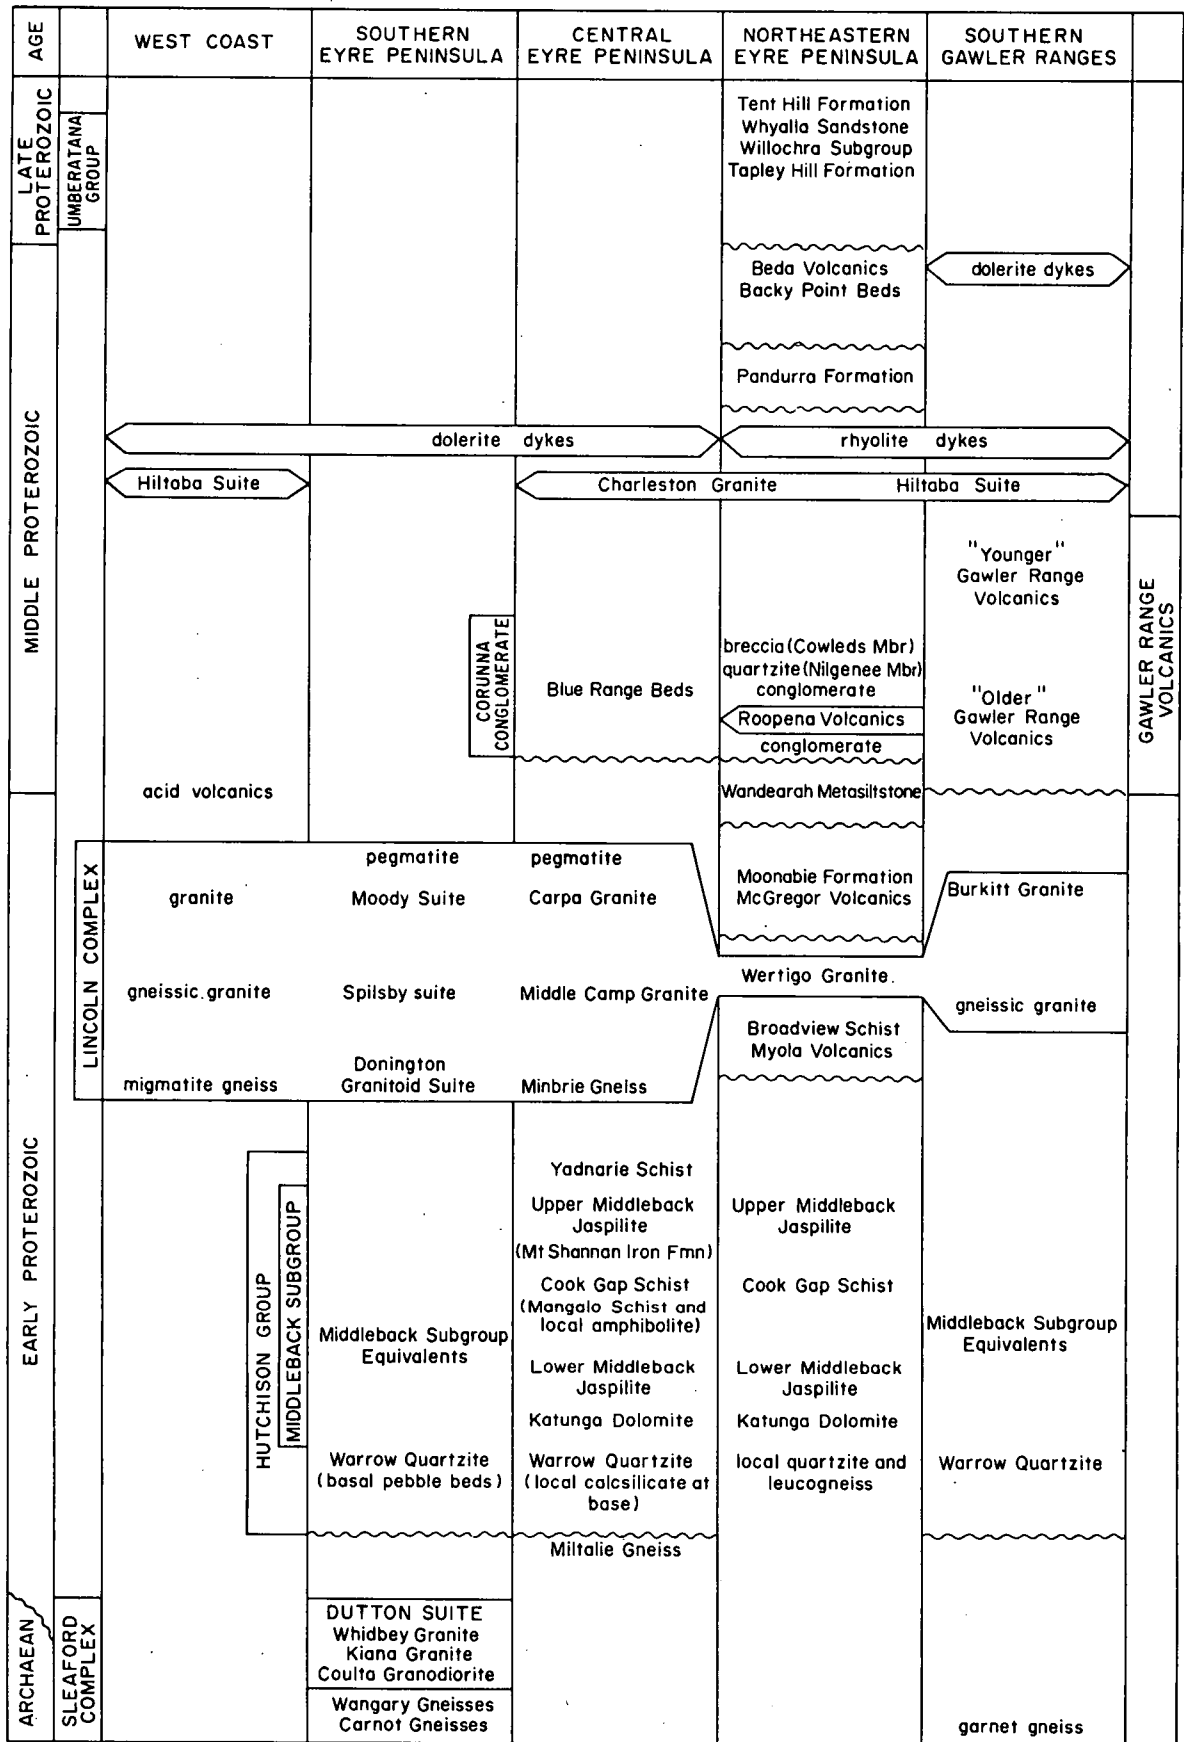 AGE
WEST COAST
SOUTHERN
EYRE PENINSULA
CENTRAL
EYRE PENINSULA
NORTHEASTERN
EYRE PENINSULA
SOUTHERN
GAWLER RANGES
LATE
PROTEROZOIC
UMBERATANA
GROUP
Tent Hill Formation
Whyalla Sandstone
Willochra Subgroup
Tapley Hill Formation
MIDDLE PROTEROZOIC
Beda Volcanics
Backy Point Beds
dolerite dykes
Pandurra Formation
dolerite dykes
rhyolite dykes
Hiltaba Suite
Charleston Granite
Hiltaba Suite
GAWLER RANGE
VOLCANICS
"Younger"
Gawler Range
Volcanics
CORUNNA
CONGLOMERATE
Blue Range Beds
breccia (Cowleds Mbr)
quartzite (Nilgenee Mbr)
conglomerate
Roopena Volcanics
conglomerate
"Older"
Gawler Range
Volcanics
acid volcanics
Wandearah Metasiltstone
EARLY PROTEROZOIC
LINCOLN COMPLEX
pegmatite
pegmatite
granite
Moody Suite
Carpa Granite
Moonabie Formation
McGregor Volcanics
Burkitt Granite
gneissic granite
Spilsby suite
Middle Camp Granite
Wertigo Granite.
gneissic granite
Broadview Schist
Myola Volcanics
migmatite gneiss
Donington
Granitoid Suite
Minbrie Gneiss
HUTCHISON GROUP
MIDDLEBACK SUBGROUP
Yadnarie Schist
Upper Middleback
Jaspilite
(Mt Shannan Iron Fmn)
Upper Middleback
Jaspilite
Cook Gap Schist
(Mangalo Schist and
local amphibolite)
Cook Gap Schist
Middleback Subgroup
Equivalents
Middleback Subgroup
Equivalents
Lower Middleback
Jaspilite
Lower Middleback
Jaspilite
Katunga Dolomite
Katunga Dolomite
Warrow Quartzite
(basal pebble beds)
Warrow Quartzite
(local calcsilicate at
base)
local quartzite and
leucogneiss
Warrow Quartzite
Miltalie Gneiss
ARCHAEAN
SLEAFORD
COMPLEX
DUTTON SUITE
Whidbey Granite
Kiana Granite
Coulta Granodiorite
Wangary Gneisses
Carnot Gneisses
garnet gneiss